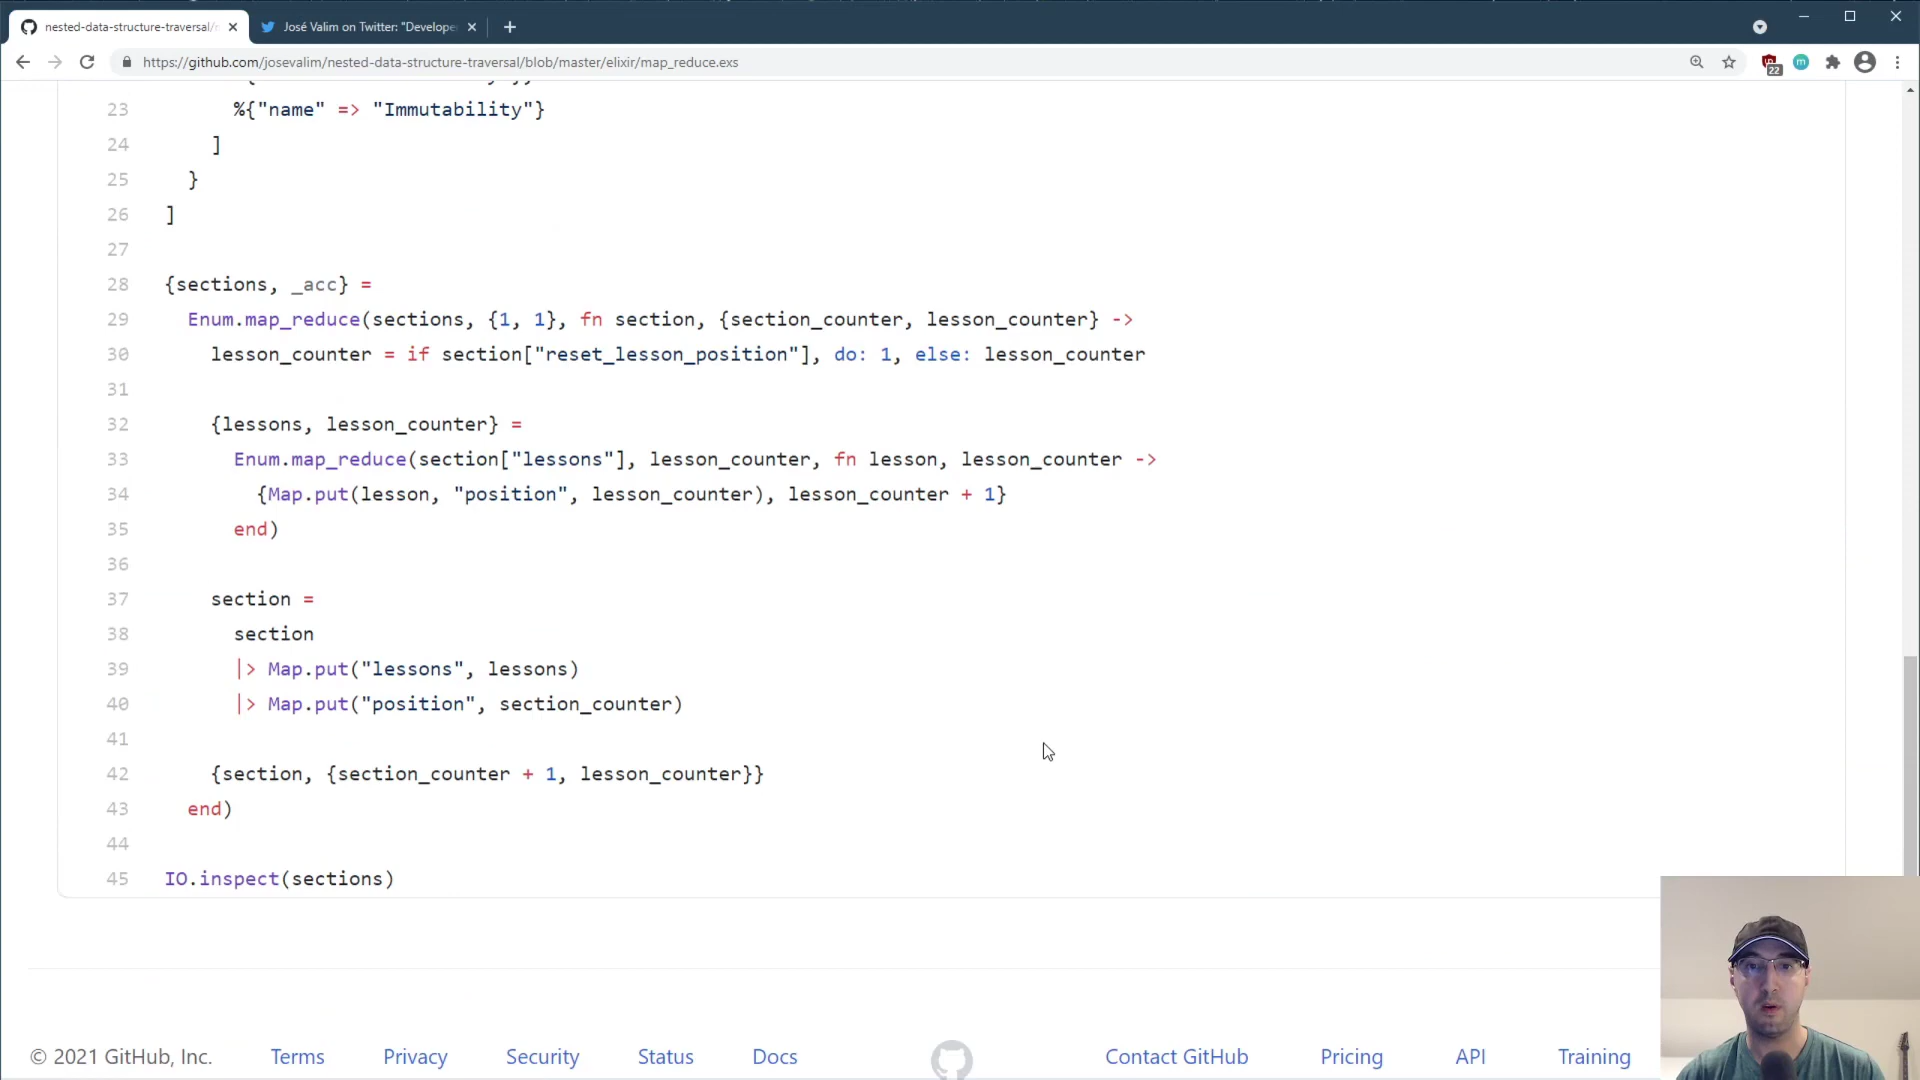 nested-data-structure-traversal/
José Valim on Twitter: "Develope
https://github.com/josevalim/nested-data-structure-traversal/blob/master/elixir/map_reduce.exs
22
23 %{"name" => "Immutability"}
24 ]
25 }
26 ]
27
28 {sections, _acc} =
29 Enum.map_reduce(sections, {1, 1}, fn section, {section_counter, lesson_counter} ->
30 lesson_counter = if section["reset_lesson_position"], do: 1, else: lesson_counter
31
32 {lessons, lesson_counter} =
33 Enum.map_reduce(section["lessons"], lesson_counter, fn lesson, lesson_counter ->
34 {Map.put(lesson, "position", lesson_counter), lesson_counter + 1}
35 end)
36
37 section =
38 section
39 |> Map.put("lessons", lessons)
40 |> Map.put("position", section_counter)
41
42 {section, {section_counter + 1, lesson_counter}}
43 end)
44
45 IO.inspect(sections)
© 2021 GitHub, Inc. Terms Privacy Security Status Docs Contact GitHub Pricing API Training